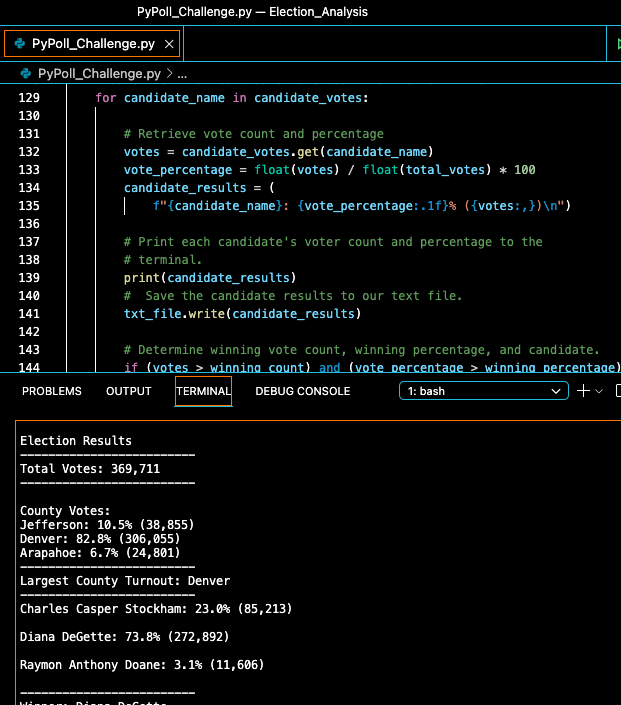 PyPoll_Challenge.py — Election_Analysis
PyPoll_Challenge.py ×
PyPoll_Challenge.py > ...
129 for candidate_name in candidate_votes:
130
131 # Retrieve vote count and percentage
132 votes = candidate_votes.get(candidate_name)
133 vote_percentage = float(votes) / float(total_votes) * 100
134 candidate_results = (
135 f"{candidate_name}: {vote_percentage:.1f}% ({votes:,})\n")
136
137 # Print each candidate's voter count and percentage to the
138 # terminal.
139 print(candidate_results)
140 #  Save the candidate results to our text file.
141 txt_file.write(candidate_results)
142
143 # Determine winning vote count, winning percentage, and candidate.
144 if (votes > winning_count) and (vote_percentage > winning_percentage)
PROBLEMS OUTPUT TERMINAL DEBUG CONSOLE 1: bash
Election Results
-------------------------
Total Votes: 369,711
-------------------------
County Votes:
Jefferson: 10.5% (38,855)
Denver: 82.8% (306,055)
Arapahoe: 6.7% (24,801)
-------------------------
Largest County Turnout: Denver
-------------------------
Charles Casper Stockham: 23.0% (85,213)
Diana DeGette: 73.8% (272,892)
Raymon Anthony Doane: 3.1% (11,606)
-------------------------
Winner: Diana DeGette